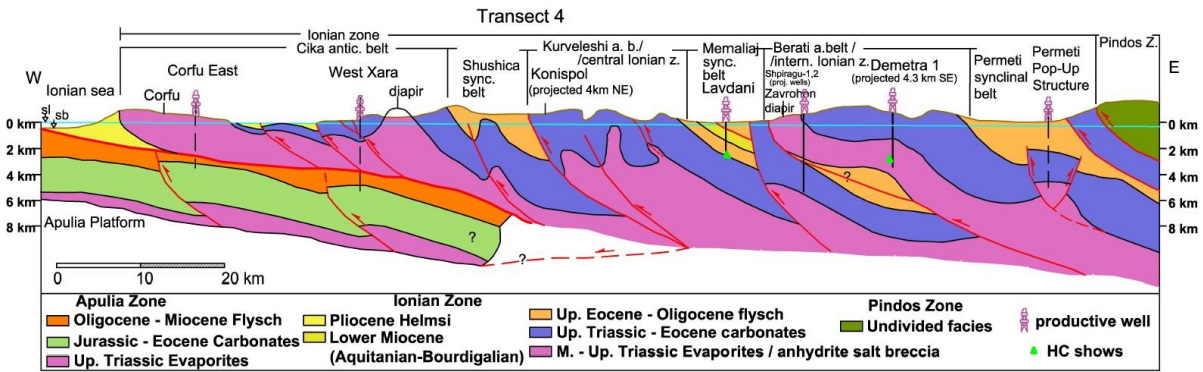 Transect 4
Ionian zone
Cika antic. belt
Kurveleshi a. b./
/central Ionian z.
Memaliaj
sync.
belt
Lavdani
Berati a.belt /
/ intern. Ionian z.
Pindos Z.
W
E
Ionian sea
sl
sb
Corfu East
Corfu
West Xara
diapir
Shushica
sync.
belt
Konispol
(projected 4km NE)
Shpiragu-1,2
(proj. wells)
Zavrohon
diapir
Demetra 1
(projected 4.3 km SE)
Permeti
synclinal
belt
Permeti
Pop-Up
Structure
0 km
2 km
4 km
6 km
8 km
0 km
2 km
4 km
6 km
8 km
Apulia Platform
?
?
?
0 10 20 km
Apulia Zone
Oligocene - Miocene Flysch
Jurassic - Eocene Carbonates
Up. Triassic Evaporites
Ionian Zone
Pliocene Helmsi
Lower Miocene
(Aquitanian-Bourdigalian)
Up. Eocene - Oligocene flysch
Up. Triassic - Eocene carbonates
M. - Up. Triassic Evaporites / anhydrite salt breccia
Pindos Zone
Undivided facies
productive well
HC shows